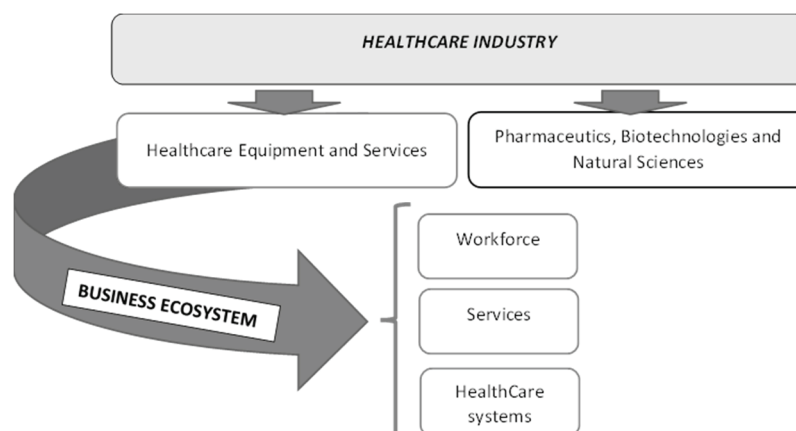 HEALTHCARE INDUSTRY
Healthcare Equipment and Services
Pharmaceutics, Biotechnologies and
Natural Sciences
Workforce
BUSINESS ECOSYSTEM
Services
HealthCare
systems